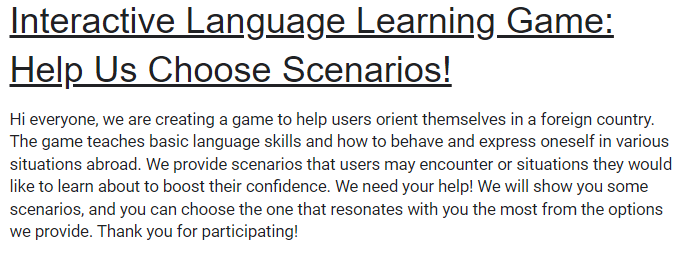 Interactive Language Learning Game:
Help Us Choose Scenarios!
Hi everyone, we are creating a game to help users orient themselves in a foreign country.
The game teaches basic language skills and how to behave and express oneself in various
situations abroad. We provide scenarios that users may encounter or situations they would
like to learn about to boost their confidence. We need your help! We will show you some
scenarios, and you can choose the one that resonates with you the most from the options
we provide. Thank you for participating!